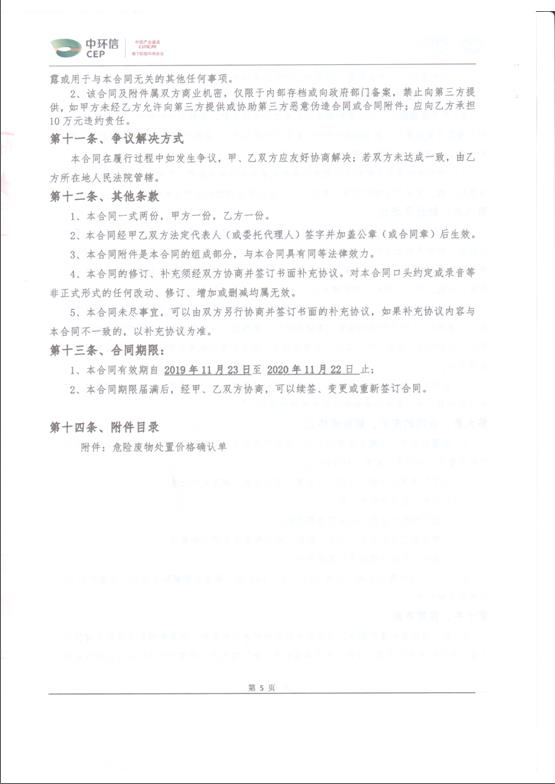 中环信
CEP
露或用于与本合同无关的其他任何事项。
2、该合同及附件属双方商业机密，仅限于内部存档或向政府部门备案，禁止向第三方提
供，如甲方未经乙方允许向第三方提供或协助第三方恶意伪造合同或合同附件；应向乙方承担
10 万元违约责任。
第十一条、争议解决方式
本合同在履行过程中如发生争议，甲、乙双方应友好协商解决；若双方未达成一致，由乙
方所在地人民法院管辖。
第十二条、其他条款
1、本合同一式两份，甲方一份，乙方一份。
2、本合同经甲乙双方法定代表人（或委托代理人）签字并加盖公章（或合同章）后生效。
3、本合同附件是本合同的组成部分，与本合同具有同等法律效力。
4、本合同的修订、补充须经双方协商并签订书面补充协议。对本合同口头约定或录音等
非正式形式的任何改动、修订、增加或删减均属无效。
5、本合同未尽事宜，可以由双方另行协商并签订书面的补充协议，如果补充协议内容与
本合同不一致的，以补充协议为准。
第十三条、合同期限：
1、本合同有效期自 2019 年 11 月 23 日至 2020 年 11 月 22 日 止；
2、本合同期限届满后，经甲、乙双方协商，可以续签、变更或重新签订合同。
第十四条、附件目录
附件：危险废物处置价格确认单
第 5 页